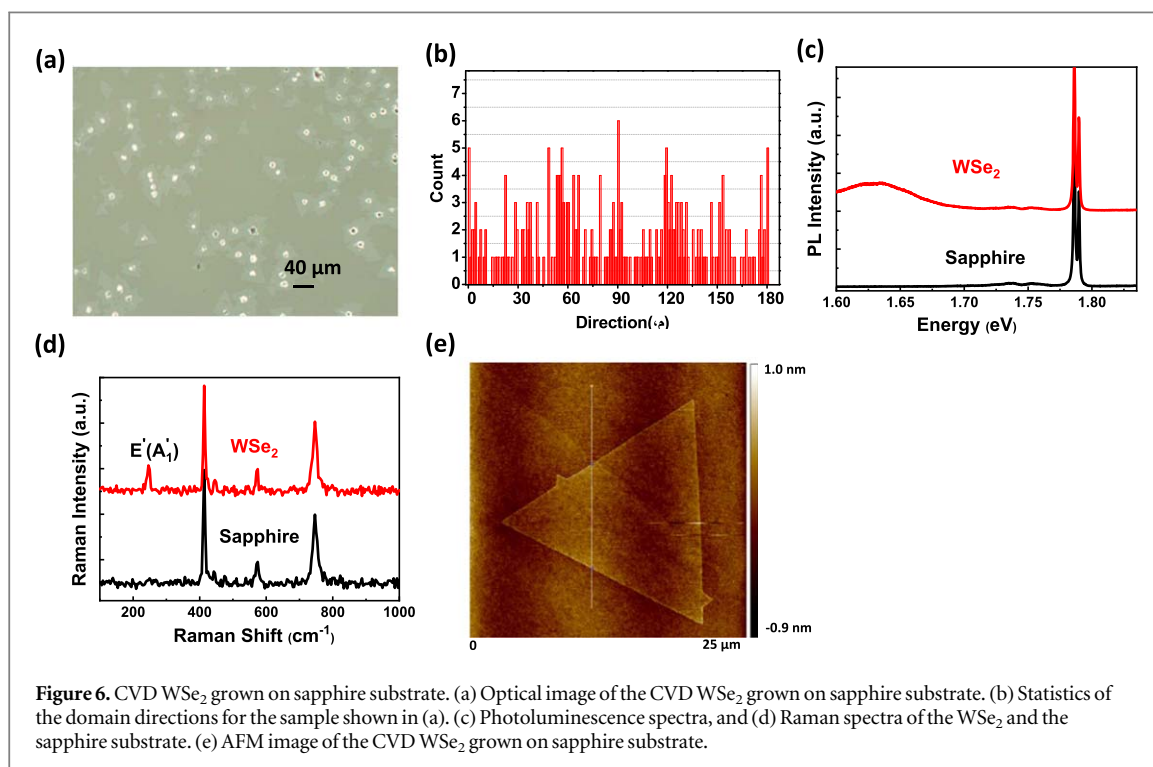 (a)
40 µm
(b)
7
6
5
4
3
2
1
0
Count
0 30 60 90 120 150 180
Direction(
(c)
PL Intensity (a.u.)
WSe₂
Sapphire
1.60 1.65 1.70 1.75 1.80
Energy (eV)
(d)
Raman Intensity (a.u.)
E'(A₁')
WSe₂
Sapphire
200 400 600 800 1000
Raman Shift (cm⁻¹)
(e)
1.0 nm
-0.9 nm
0
25 µm
Figure 6. CVD WSe₂ grown on sapphire substrate. (a) Optical image of the CVD WSe₂ grown on sapphire substrate. (b) Statistics of
the domain directions for the sample shown in (a). (c) Photoluminescence spectra, and (d) Raman spectra of the WSe₂ and the
sapphire substrate. (e) AFM image of the CVD WSe₂ grown on sapphire substrate.